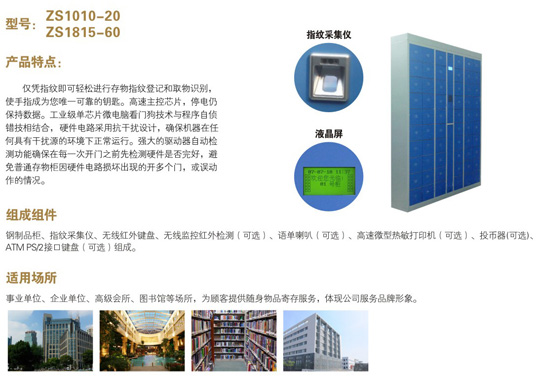 型号： ZS1010-20
ZS1815-60
产品特点：
仅凭指纹即可轻松进行存物指纹登记和取物识别，
使手指成为您唯一可靠的钥匙。高速主控芯片，停电仍
保持数据。工业级单芯片微电脑看门狗技术与程序自侦
错技相结合，硬件电路采用抗干扰设计，确保机器在任
何具有干扰源的环境下正常运行。强大的驱动器自动检
测功能确保在每一次开门之前先检测硬件是否完好，避
免普通存物柜因硬件电路损坏出现的开多个门，或误动
作的情况。
指纹采集仪
液晶屏
组成组件
钢制品柜、指纹采集仪、无线红外键盘、无线监控红外检测（可选）、语单喇叭（可选）、高速微型热敏打印机（可选）、投币器(可选)、
ATM PS/2接口键盘（可选）组成。
适用场所
事业单位、企业单位、高级会所、图书馆等场所，为顾客提供随身物品寄存服务，体现公司服务品牌形象。